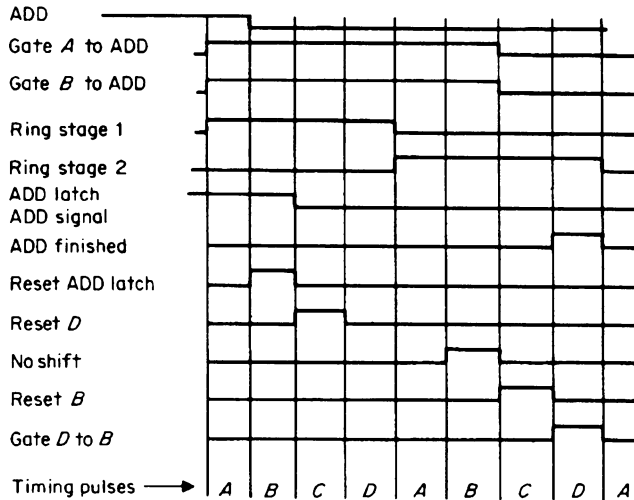 ADD
Gate A to ADD
Gate B to ADD
Ring stage 1
Ring stage 2
ADD latch
ADD signal
ADD finished
Reset ADD latch
Reset D
No shift
Reset B
Gate D to B
Timing pulses A B C D A B C D A